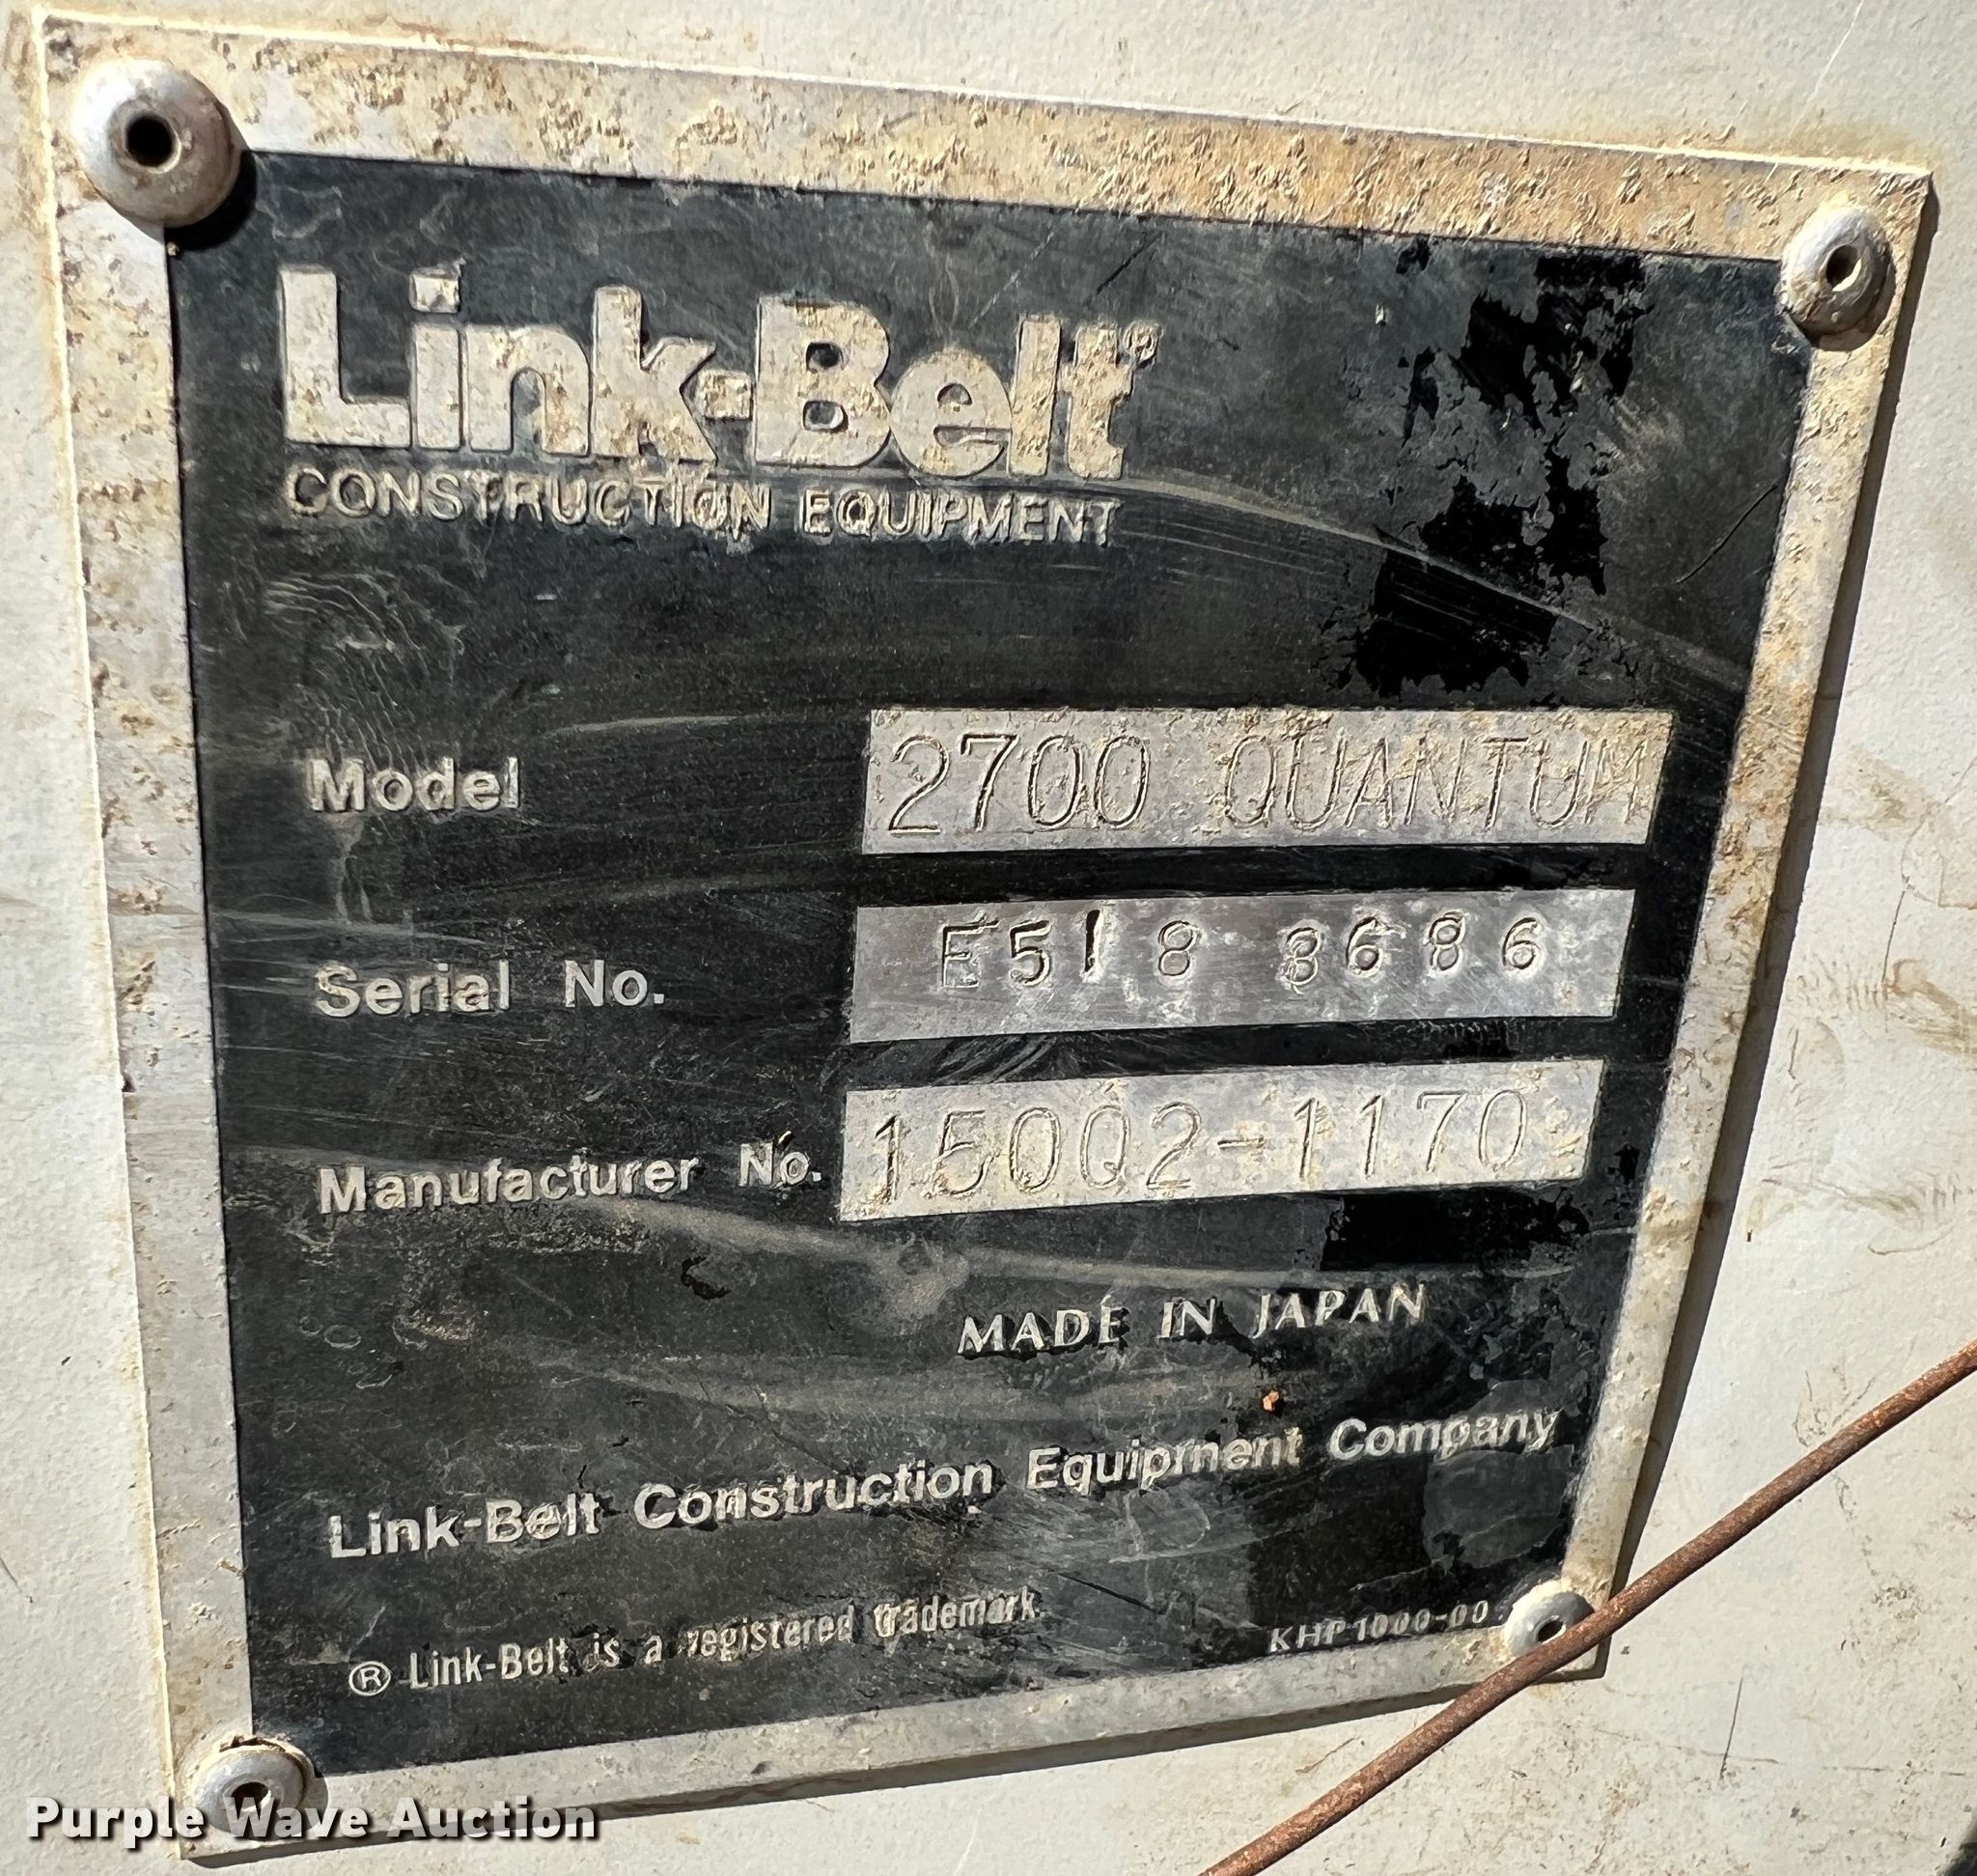 Link-Belt®
CONSTRUCTION EQUIPMENT
Model 2700 QUANTUM
Serial No. E518 8686
Manufacturer No. 15002-1170
MADE IN JAPAN
Link-Belt Construction Equipment Company
® Link-Belt is a registered trademark.
KHP1000-00
Purple Wave Auction